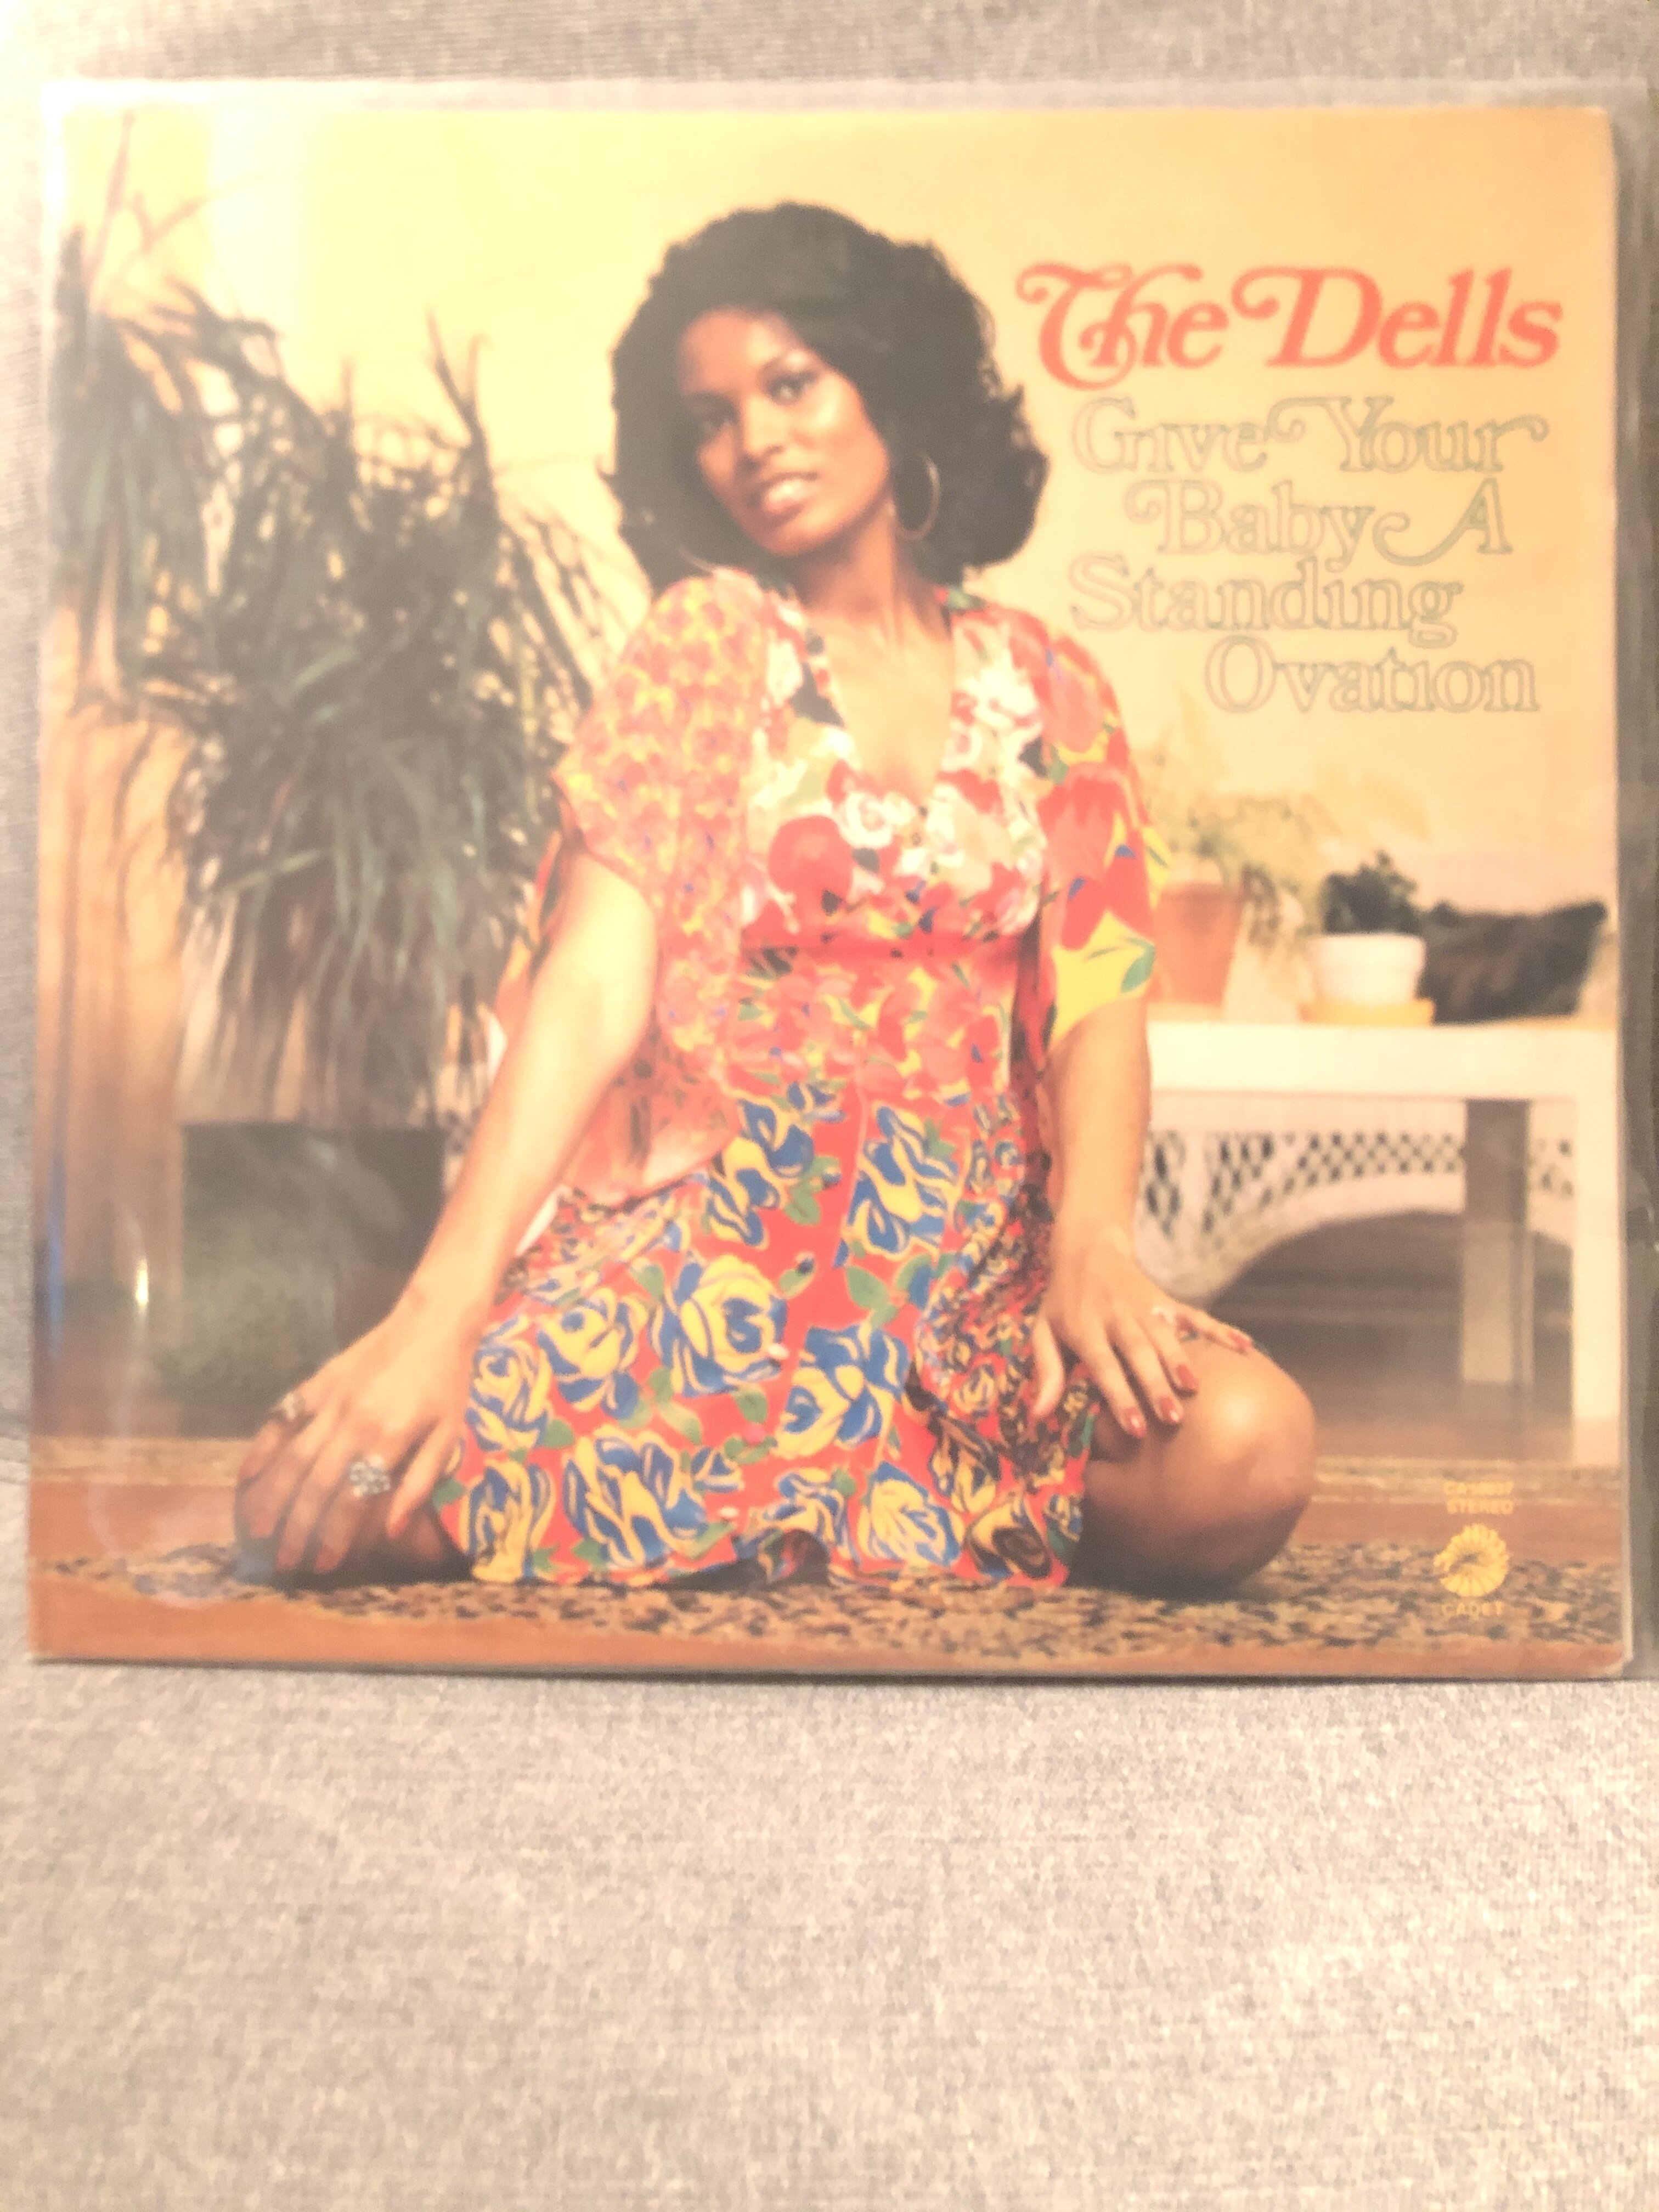 The Dells
Give Your
Baby A
Standing
Ovation
STEREO
CADET